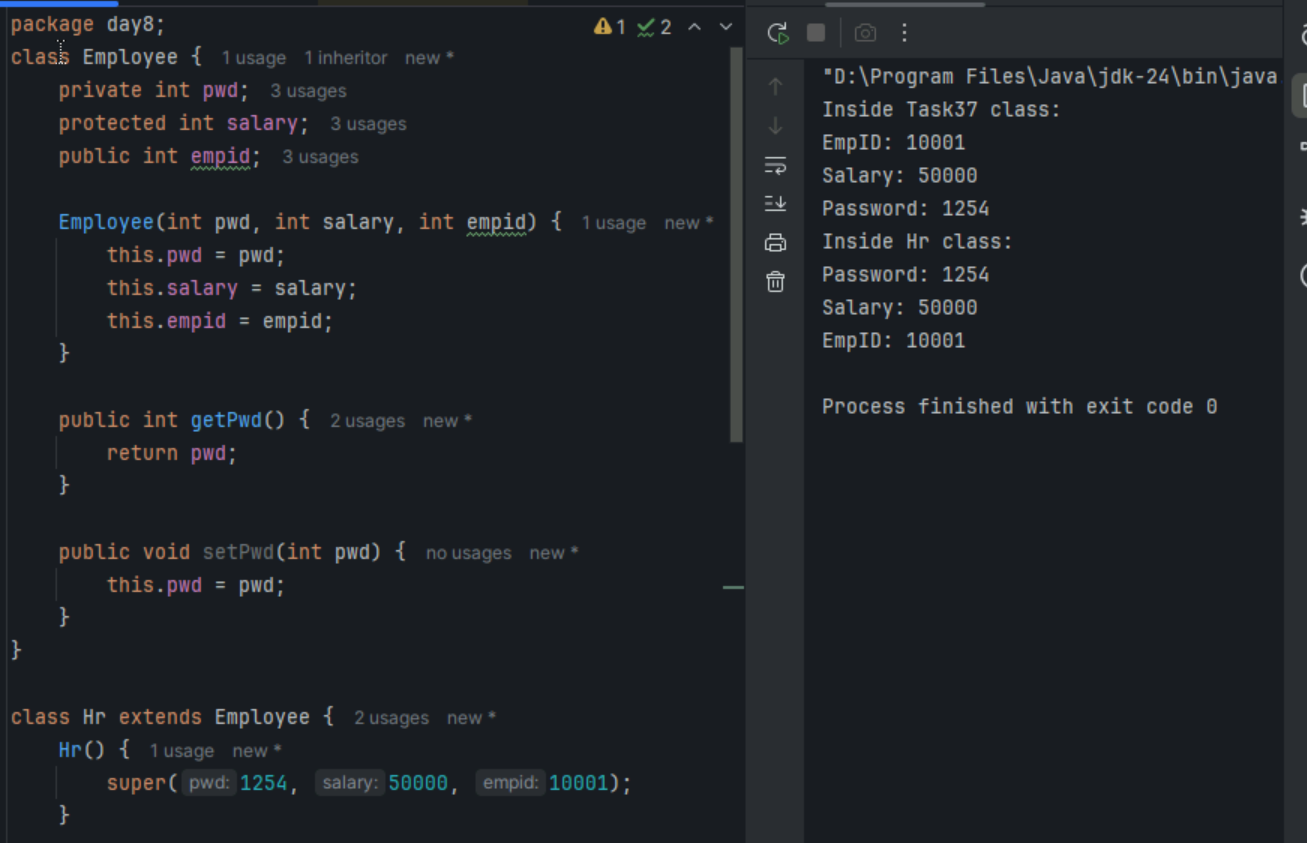 package day8;
1 2
class Employee { 1 usage 1 inheritor new *
private int pwd; 3 usages
protected int salary; 3 usages
public int empid; 3 usages
Employee(int pwd, int salary, int empid) { 1 usage new *
this.pwd = pwd;
this.salary = salary;
this.empid = empid;
}
public int getPwd() { 2 usages new *
return pwd;
}
public void setPwd(int pwd) { no usages new *
this.pwd = pwd;
}
}
class Hr extends Employee { 2 usages new *
Hr() { 1 usage new *
super( pwd: 1254, salary: 50000, empid: 10001);
}
"D:\Program Files\Java\jdk-24\bin\java
Inside Task37 class:
EmpID: 10001
Salary: 50000
Password: 1254
Inside Hr class:
Password: 1254
Salary: 50000
EmpID: 10001
Process finished with exit code 0